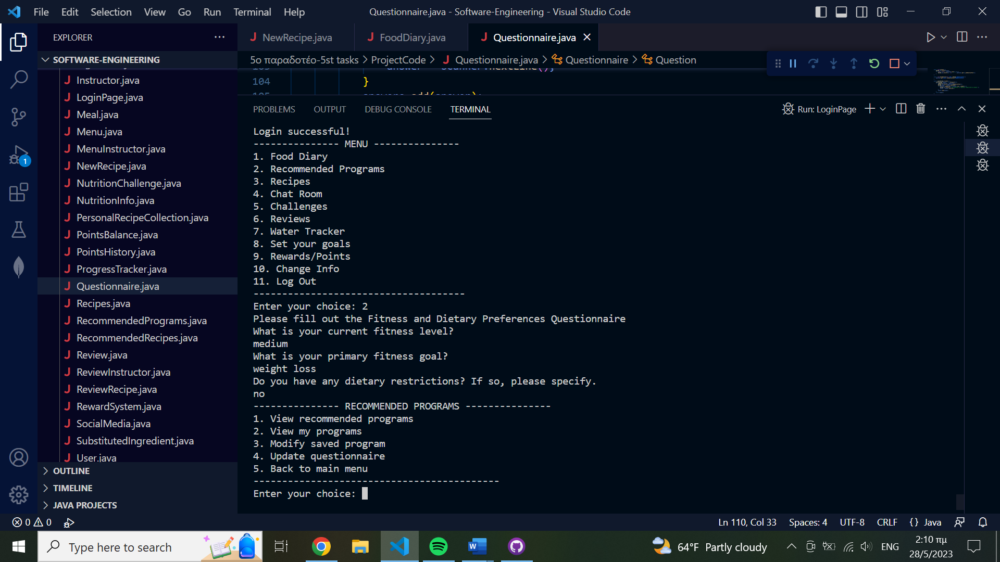 File Edit Selection View Go Run Terminal Help
Questionnaire.java - Software-Engineering - Visual Studio Code
EXPLORER
SOFTWARE-ENGINEERING
Instructor.java
LoginPage.java
Meal.java
Menu.java
MenuInstructor.java
NewRecipe.java
NutritionChallenge.java
NutritionInfo.java
PersonalRecipeCollection.java
PointsBalance.java
PointsHistory.java
ProgressTracker.java
Questionnaire.java
Recipes.java
RecommendedPrograms.java
RecommendedRecipes.java
Review.java
ReviewInstructor.java
ReviewRecipe.java
RewardSystem.java
SocialMedia.java
SubstitutedIngredient.java
User.java
OUTLINE
TIMELINE
JAVA PROJECTS
1
NewRecipe.java FoodDiary.java Questionnaire.java
5ο παραδοτέο-5st tasks > ProjectCode > Questionnaire.java > Questionnaire > Question
104 }
PROBLEMS OUTPUT DEBUG CONSOLE TERMINAL
Run: LoginPage
Login successful!
--------------- MENU ---------------
1. Food Diary
2. Recommended Programs
3. Recipes
4. Chat Room
5. Challenges
6. Reviews
7. Water Tracker
8. Set your goals
9. Rewards/Points
10. Change Info
11. Log Out
-------------------------------------
Enter your choice: 2
Please fill out the Fitness and Dietary Preferences Questionnaire
What is your current fitness level?
medium
What is your primary fitness goal?
weight loss
Do you have any dietary restrictions? If so, please specify.
no
--------------- RECOMMENDED PROGRAMS ---------------
1. View recommended programs
2. View my programs
3. Modify saved program
4. Update questionnaire
5. Back to main menu
-------------------------------------------
Enter your choice:
0 0
Ln 110, Col 33 Spaces: 4 UTF-8 CRLF {} Java
Type here to search
64°F Partly cloudy
ENG
2:10 πμ
28/5/2023